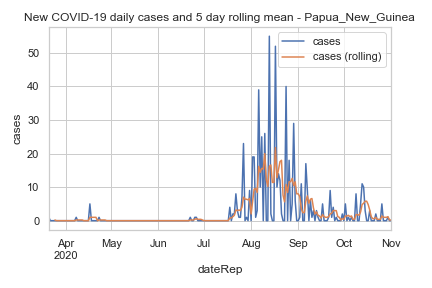 New COVID-19 daily cases and 5 day rolling mean - Papua_New_Guinea
cases
cases (rolling)
50
40
30
20
10
0
cases
Apr
2020
May
Jun
Jul
Aug
Sep
Oct
Nov
dateRep